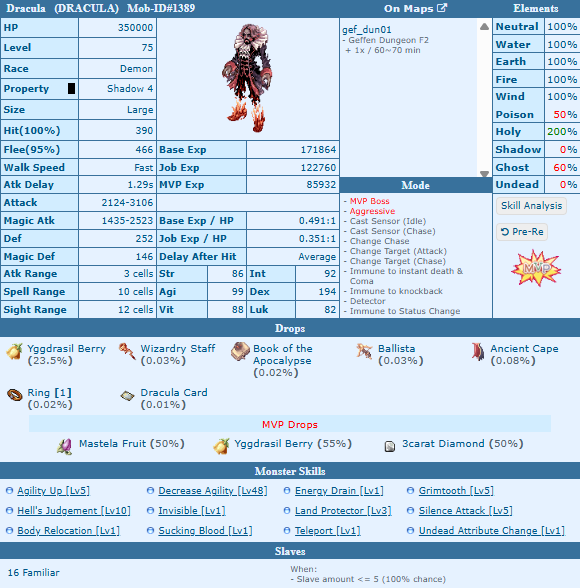 Dracula (DRACULA) Mob-ID#1389
On Maps
Elements
HP 350000
Level 75
Race Demon
Property Shadow 4
Size Large
Hit(100%) 390
Flee(95%) 466
Walk Speed Fast
Atk Delay 1.29s
Attack 2124-3106
Magic Atk 1435-2523
Def 252
Magic Def 146
Atk Range 3 cells
Spell Range 10 cells
Sight Range 12 cells
Base Exp 171864
Job Exp 122760
MVP Exp 85932
Base Exp / HP 0.491:1
Job Exp / HP 0.351:1
Delay After Hit Average
Str 86 Int 92
Agi 99 Dex 194
Vit 88 Luk 82
gef_dun01
- Geffen Dungeon F2
+ 1x / 60~70 min
Mode
- MVP Boss
- Aggressive
- Cast Sensor (Idle)
- Cast Sensor (Chase)
- Change Chase
- Change Target (Attack)
- Change Target (Chase)
- Immune to instant death &
Coma
- Immune to knockback
- Detector
- Immune to Status Change
Neutral 100%
Water 100%
Earth 100%
Fire 100%
Wind 100%
Poison 50%
Holy 200%
Shadow 0%
Ghost 60%
Undead 0%
Skill Analysis
Pre-Re
MVP
Drops
Yggdrasil Berry
(23.5%)
Wizardry Staff
(0.03%)
Book of the
Apocalypse
(0.02%)
Ballista
(0.03%)
Ancient Cape
(0.08%)
Ring [1]
(0.02%)
Dracula Card
(0.01%)
MVP Drops
Mastela Fruit (50%)
Yggdrasil Berry (55%)
3carat Diamond (50%)
Monster Skills
Agility Up [Lv5]
Decrease Agility [Lv48]
Energy Drain [Lv1]
Grimtooth [Lv5]
Hell's Judgement [Lv10]
Invisible [Lv1]
Land Protector [Lv3]
Silence Attack [Lv5]
Body Relocation [Lv1]
Sucking Blood [Lv1]
Teleport [Lv1]
Undead Attribute Change [Lv1]
Slaves
16 Familiar
When:
- Slave amount <= 5 (100% chance)